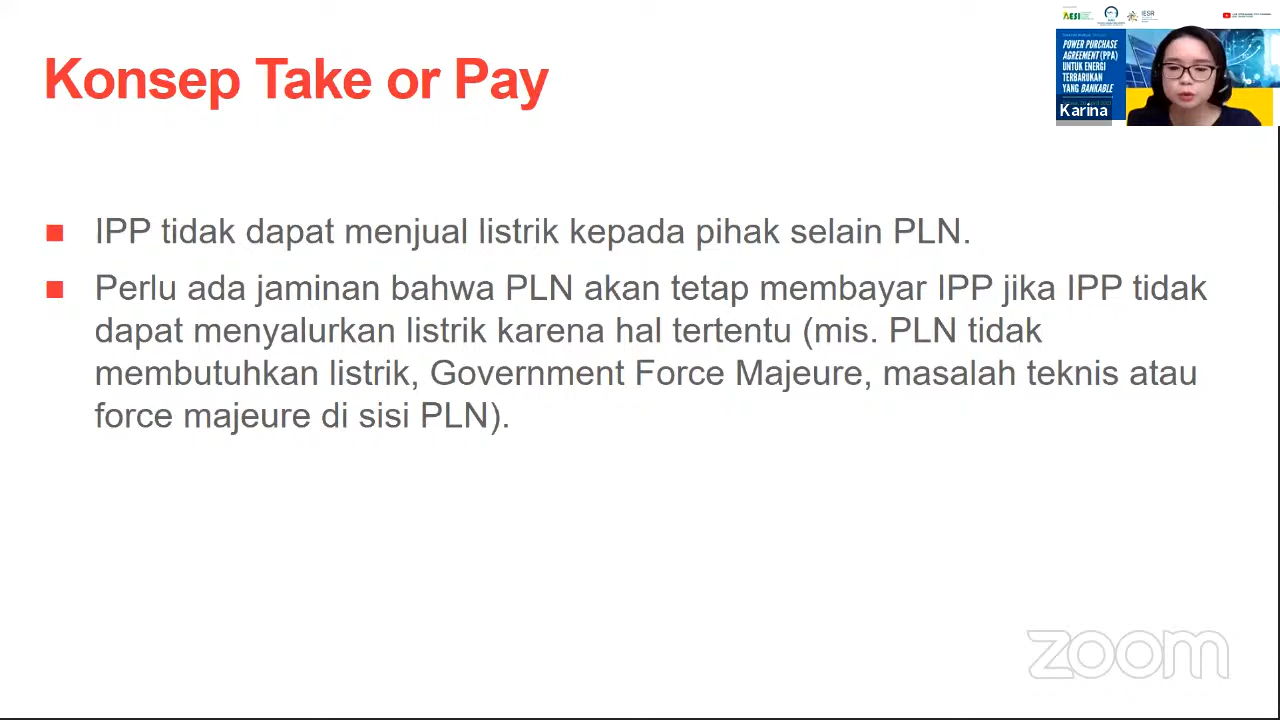 Konsep Take or Pay
AESI
IESR
POWER PURCHASE
AGREEMENT (PPA)
UNTUK ENERGI
TERBARUKAN
YANG BANKABLE
Karina
IPP tidak dapat menjual listrik kepada pihak selain PLN.
Perlu ada jaminan bahwa PLN akan tetap membayar IPP jika IPP tidak
dapat menyalurkan listrik karena hal tertentu (mis. PLN tidak
membutuhkan listrik, Government Force Majeure, masalah teknis atau
force majeure di sisi PLN).
zoom